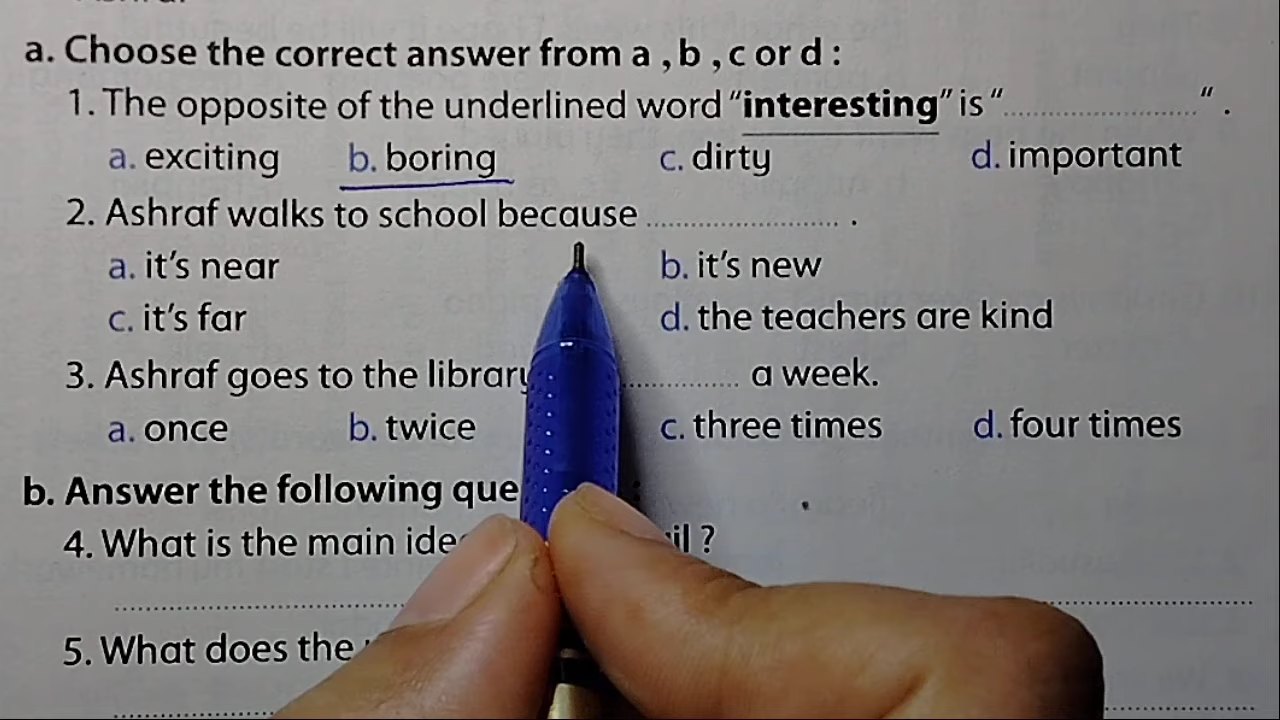 a. Choose the correct answer from a , b , c or d :
1. The opposite of the underlined word “interesting” is “.......................” .
a. exciting b. boring c. dirty d. important
2. Ashraf walks to school because ....................... .
a. it's near b. it's new
c. it's far d. the teachers are kind
3. Ashraf goes to the library ............... a week.
a. once b. twice c. three times d. four times
b. Answer the following :
4. What is the main ?
5. What does the